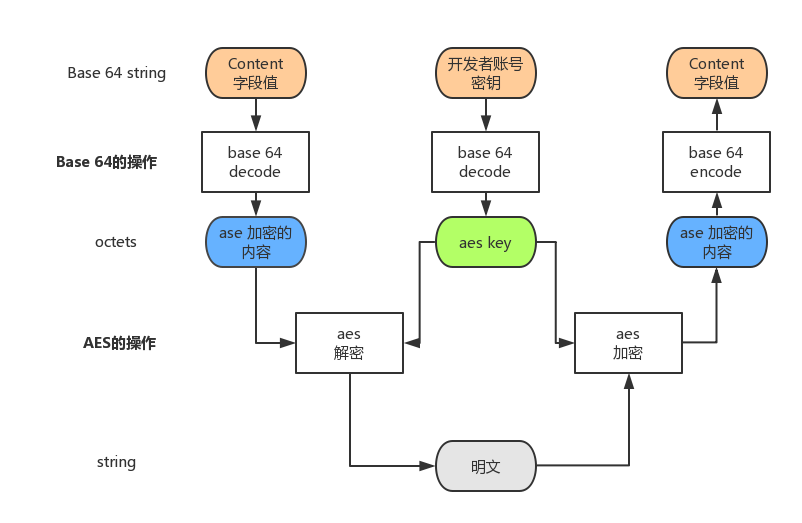 Base 64 string
Content
字段值
开发者账号
密钥
Content
字段值
Base 64的操作
base 64
decode
base 64
decode
base 64
encode
octets
ase 加密的
内容
aes key
ase 加密的
内容
AES的操作
aes
解密
aes
加密
string
明文